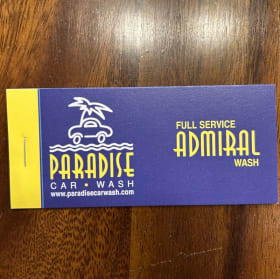 PARADISE
CAR • WASH
www.paradisecarwash.com
FULL SERVICE
ADMIRAL
WASH